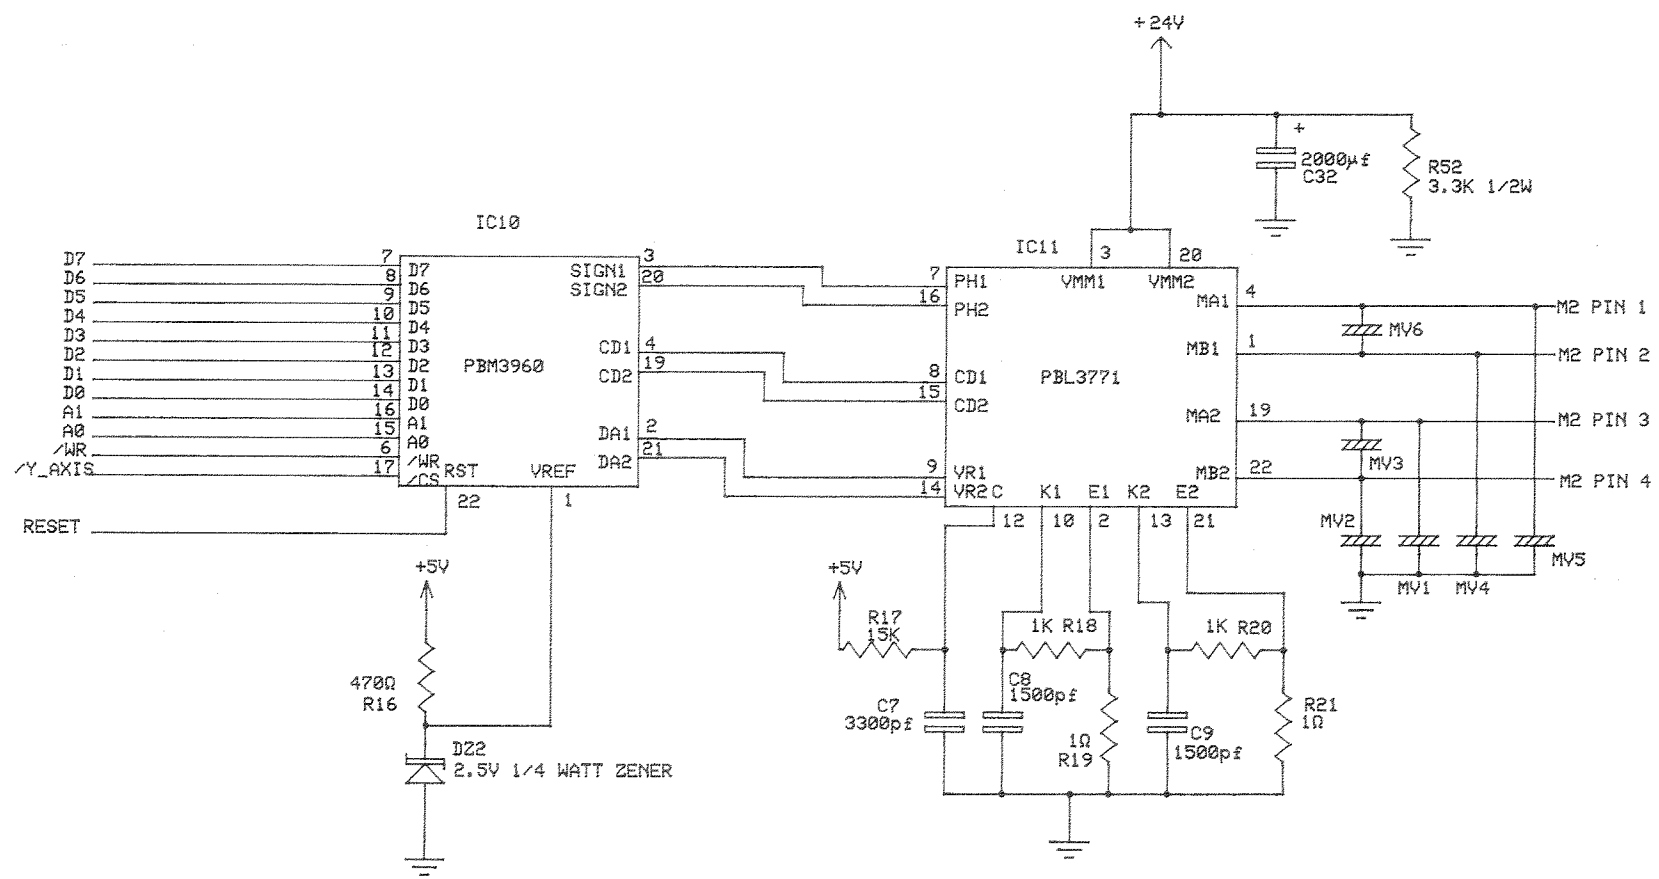 +24V
2000µf
C32
R52
3.3K 1/2W
IC10
D7
D6
D5
D4
D3
D2
D1
D0
A1
A0
/WR
/Y_AXIS
RESET
7
8
9
10
11
12
13
14
16
15
6
17
D7
D6
D5
D4
D3
D2
D1
D0
A1
A0
/WR
/CS
RST
VREF
22
1
PBM3960
SIGN1
SIGN2
CD1
CD2
DA1
DA2
3
20
4
19
2
21
+5V
470Ω
R16
DZ2
2.5V 1/4 WATT ZENER
IC11
3
20
VMM1
VMM2
7
16
8
15
9
14
PH1
PH2
CD1
CD2
VR1
VR2
PBL3771
MA1
MB1
MA2
MB2
4
1
19
22
C
K1
E1
K2
E2
12
10
2
13
21
M2 PIN 1
M2 PIN 2
M2 PIN 3
M2 PIN 4
MV6
MV3
MV2
MV1
MV4
MV5
+5V
R17
15K
C7
3300pf
1K R18
C8
1500pf
1Ω
R19
1K R20
C9
1500pf
R21
1Ω